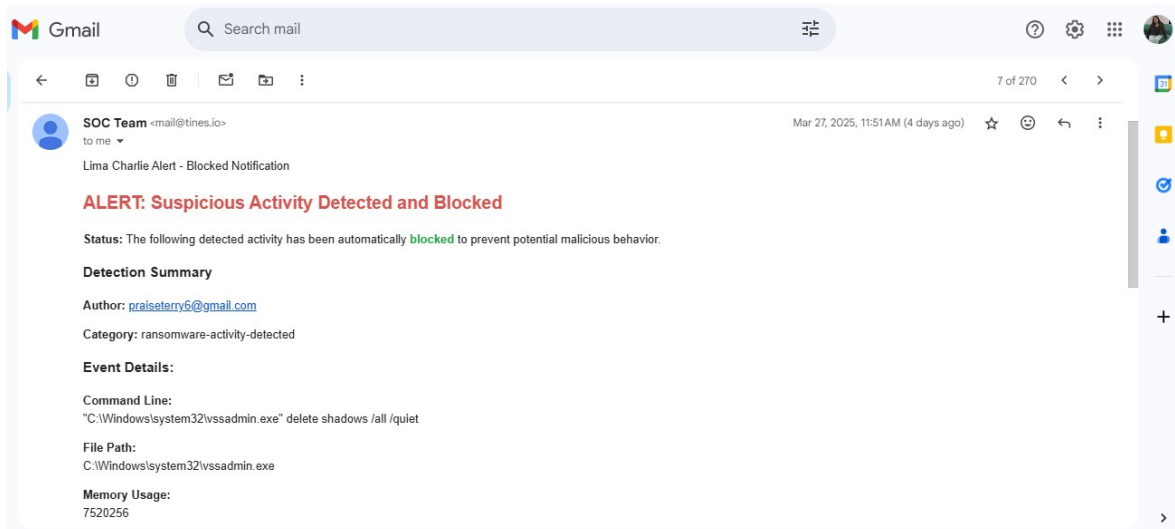 Gmail
Search mail
7 of 270
31
SOC Team <mail@tines.io>
Mar 27, 2025, 11:51 AM (4 days ago)
to me
Lima Charlie Alert - Blocked Notification
ALERT: Suspicious Activity Detected and Blocked
Status: The following detected activity has been automatically blocked to prevent potential malicious behavior.
Detection Summary
Author: praiseterry6@gmail.com
Category: ransomware-activity-detected
Event Details:
Command Line:
"C:\Windows\system32\vssadmin.exe" delete shadows /all /quiet
File Path:
C:\Windows\system32\vssadmin.exe
Memory Usage:
7520256